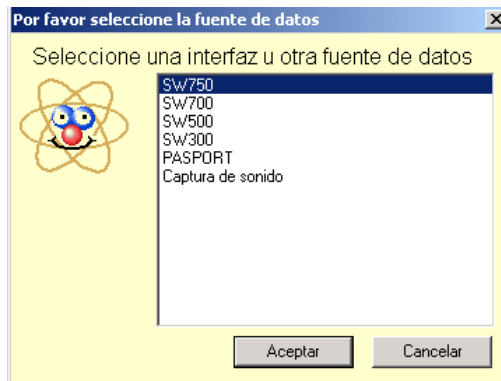 Por favor seleccione la fuente de datos
Seleccione una interfaz u otra fuente de datos
SW750
SW700
SW500
SW300
PASPORT
Captura de sonido
Aceptar
Cancelar